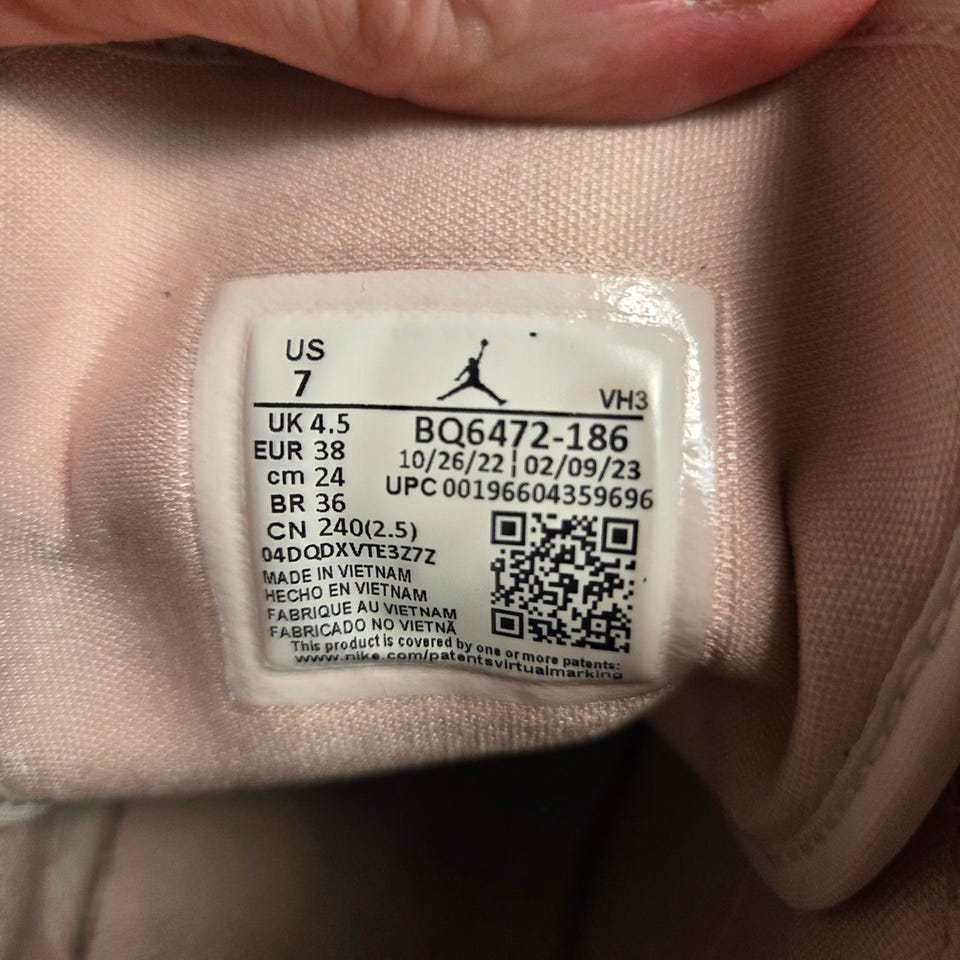 US
7
VH3
UK 4.5
EUR 38
cm 24
BR 36
CN 240(2.5)
04DQDXVTE3Z7Z
MADE IN VIETNAM
HECHO EN VIETNAM
FABRIQUE AU VIETNAM
FABRICADO NO VIETNÃ
BQ6472-186
10/26/22 | 02/09/23
UPC 00196604359696
This product is covered by one or more patents:
www.nike.com/patentsvirtualmarking